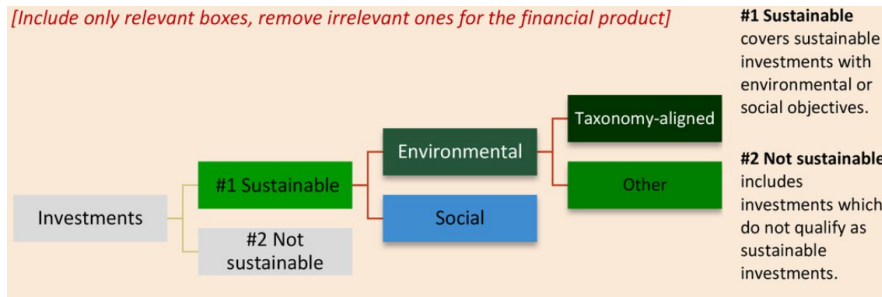 [Include only relevant boxes, remove irrelevant ones for the financial product]
Investments
#1 Sustainable
#2 Not
sustainable
Environmental
Social
Taxonomy-aligned
Other
#1 Sustainable
covers sustainable
investments with
environmental or
social objectives.
#2 Not sustainable
includes
investments which
do not qualify as
sustainable
investments.